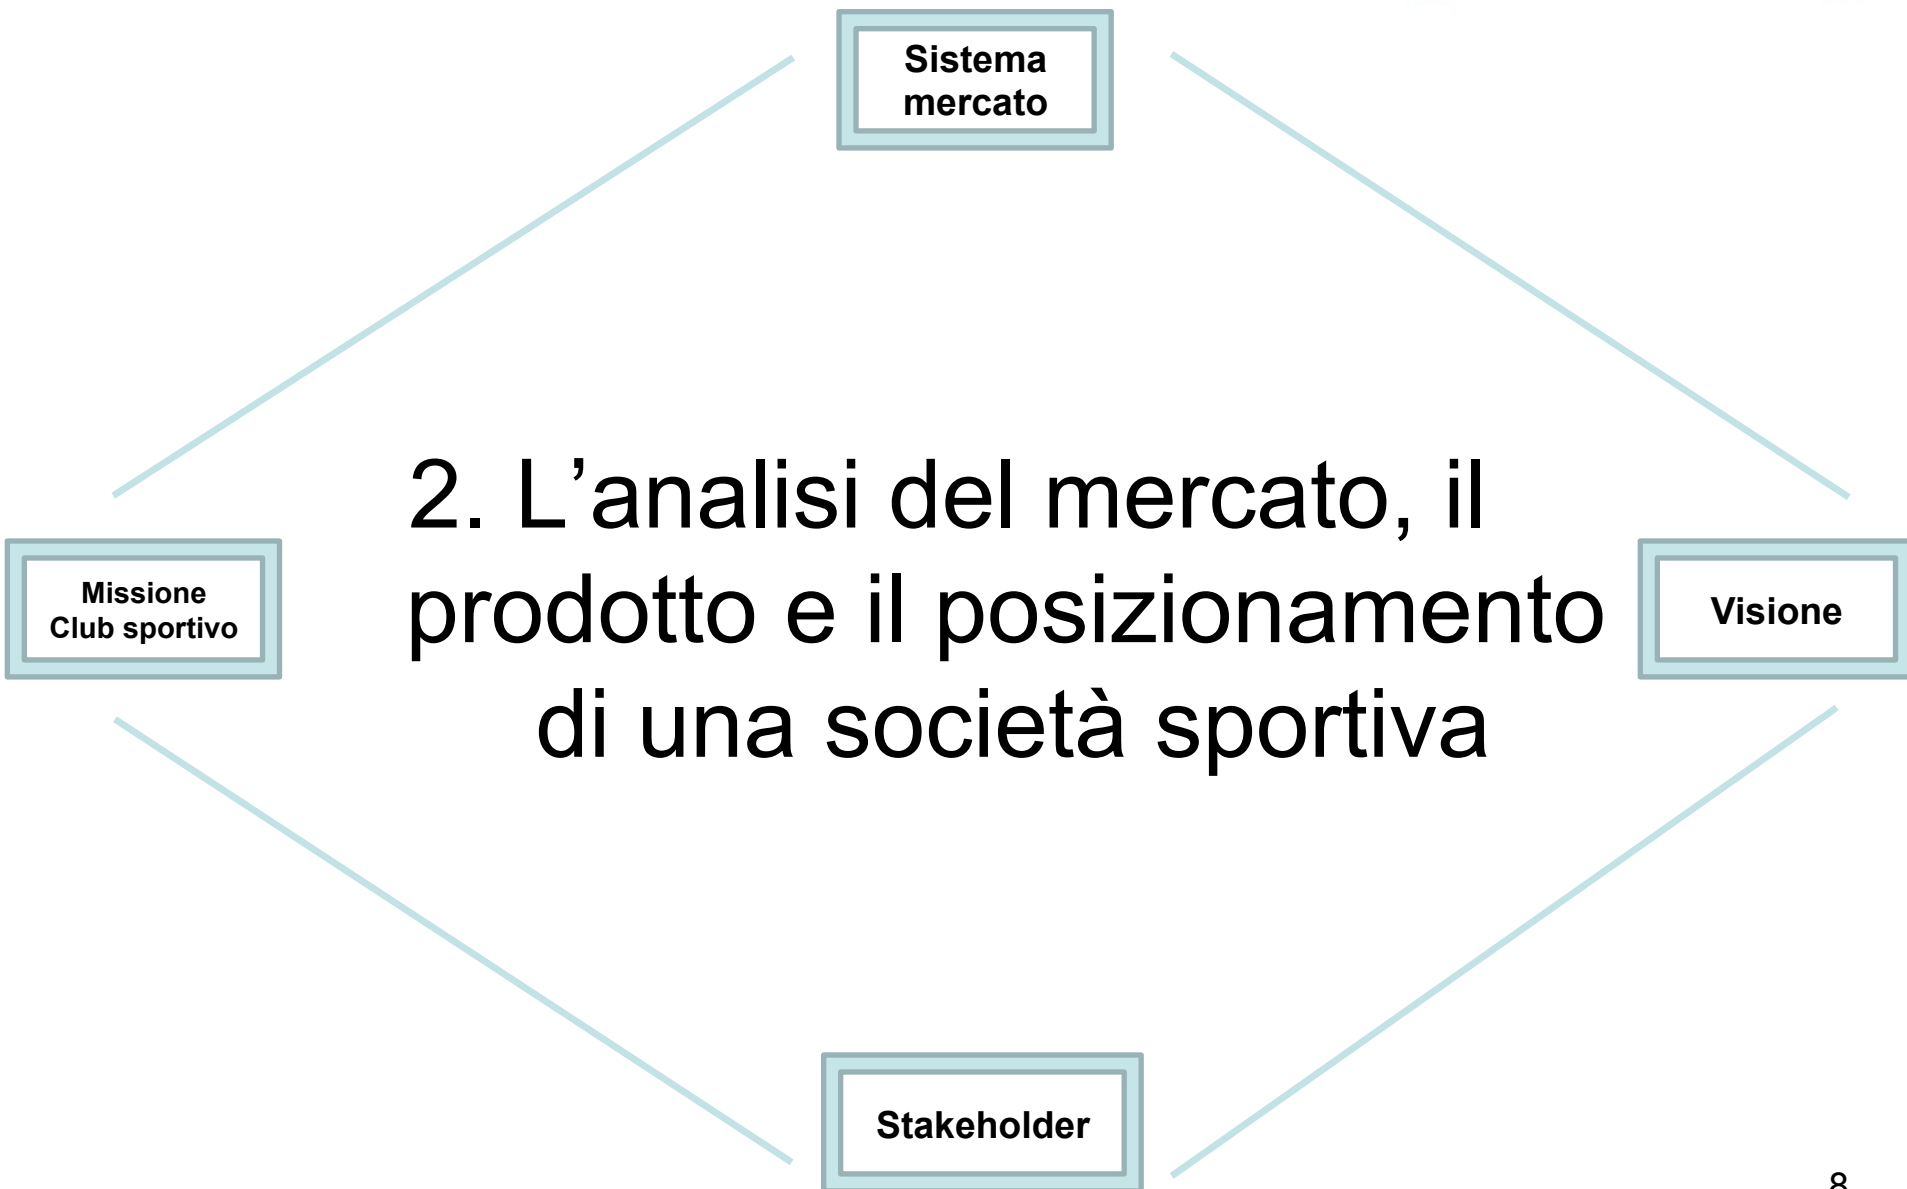 Sistema
mercato
2. L’analisi del mercato, il
prodotto e il posizionamento
di una società sportiva
Missione
Club sportivo
Visione
Stakeholder
8